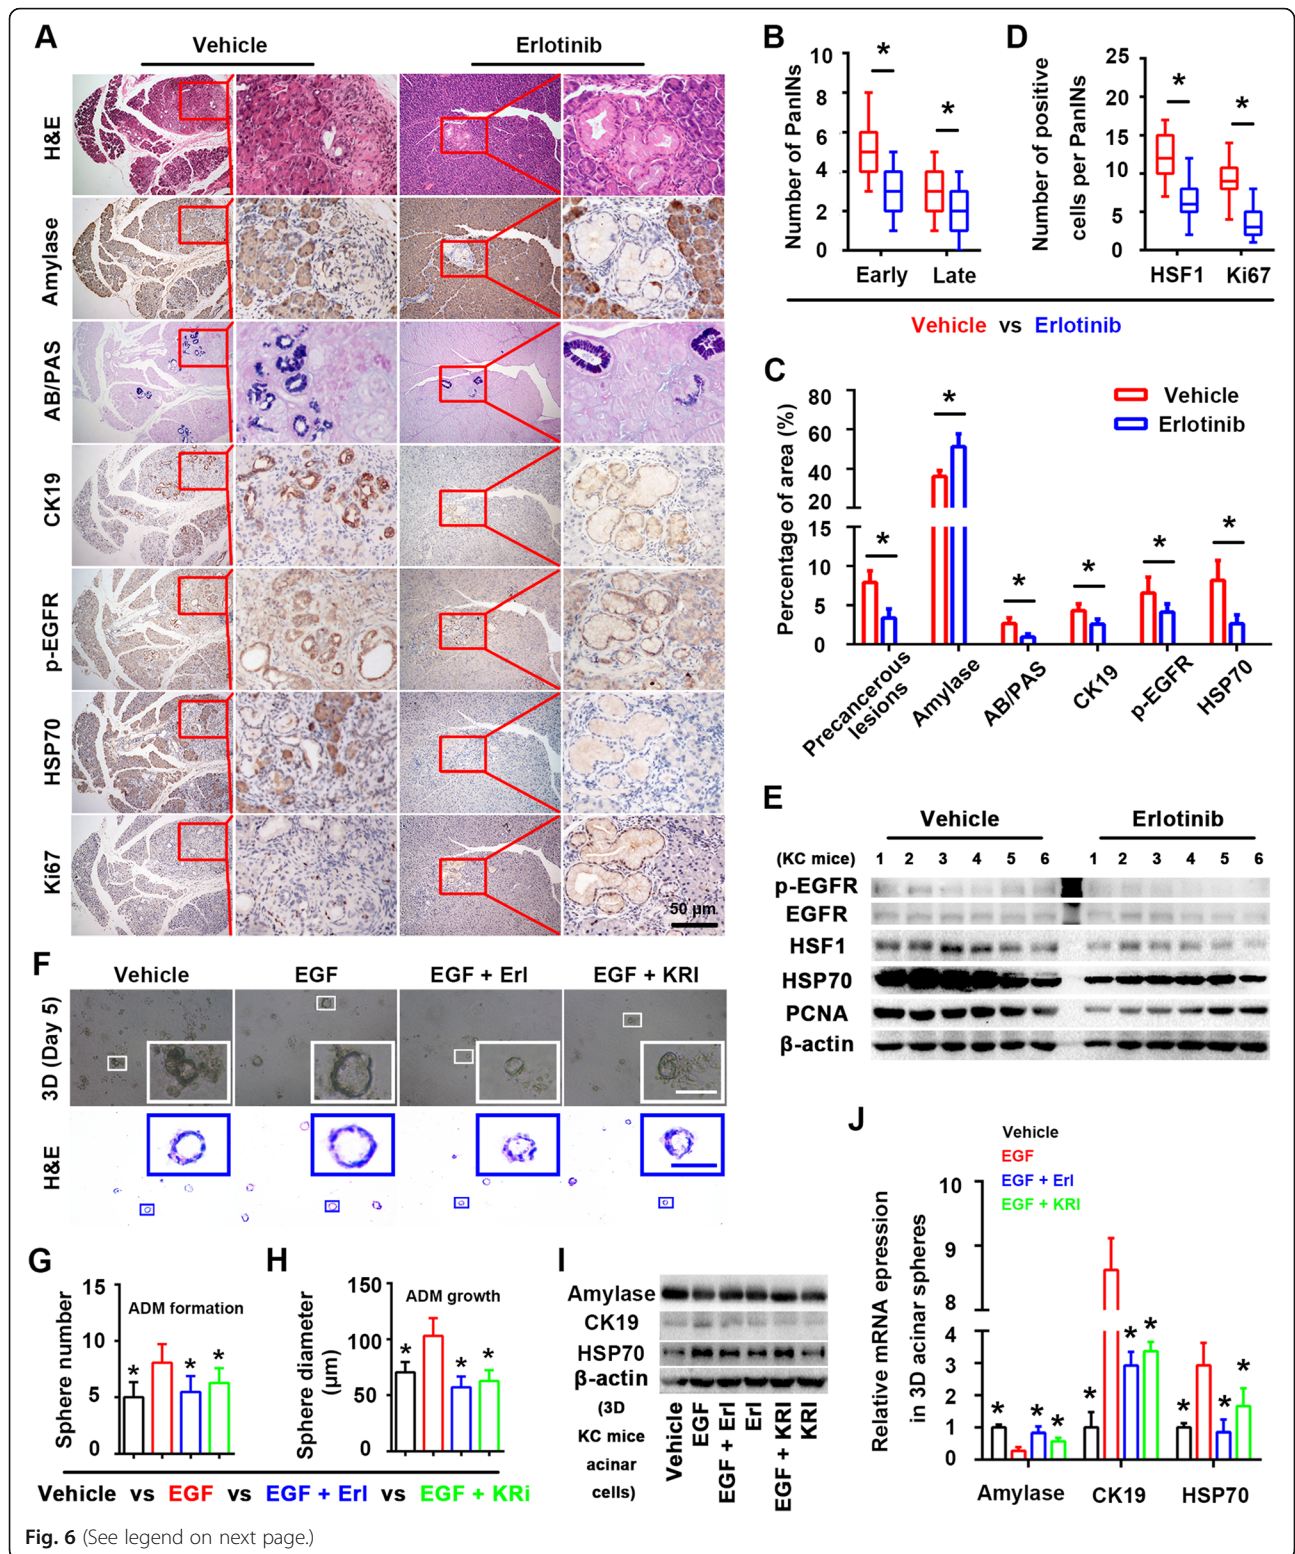 A
Vehicle
Erlotinib
H&E
Amylase
AB/PAS
CK19
p-EGFR
HSP70
Ki67
50 µm
B
Number of PanINs
10
8
6
4
2
0
*
*
Early
Late
D
Number of positive
cells per PanINs
25
20
15
10
5
0
*
*
HSF1
Ki67
Vehicle vs Erlotinib
C
Percentage of area (%)
80
60
40
20
15
10
5
0
Vehicle
Erlotinib
*
*
*
*
*
*
Precancerous
lesions
Amylase
AB/PAS
CK19
p-EGFR
HSP70
E
Vehicle
Erlotinib
(KC mice) 1 2 3 4 5 6 1 2 3 4 5 6
p-EGFR
EGFR
HSF1
HSP70
PCNA
β-actin
F
Vehicle
EGF
EGF + Erl
EGF + KRI
3D (Day 5)
H&E
G
Sphere number
15
10
5
0
ADM formation
* * *
H
Sphere diameter
(µm)
150
100
50
0
ADM growth
* * *
Vehicle vs EGF vs EGF + Erl vs EGF + KRi
I
Amylase
CK19
HSP70
β-actin
(3D
KC mice
acinar
cells)
Vehicle
EGF
EGF + Erl
Erl
EGF + KRI
KRI
J
Vehicle
EGF
EGF + Erl
EGF + KRI
Relative mRNA epression
in 3D acinar spheres
10
9
8
4
3
2
1
0
* * *
* * *
* * *
Amylase
CK19
HSP70
Fig. 6 (See legend on next page.)